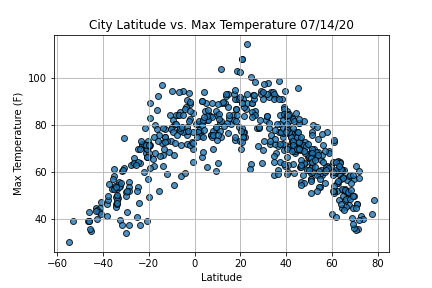 City Latitude vs. Max Temperature 07/14/20
Max Temperature (F)
100
80
60
40
−60 −40 −20 0 20 40 60 80
Latitude